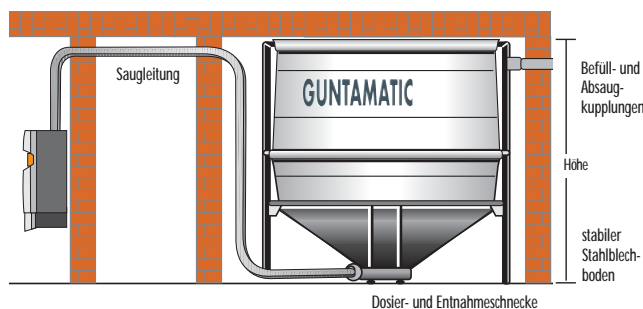 Saugleitung
GUNTAMATIC
Befüll- und
Absaug-
kupplungen
Höhe
stabiler
Stahlblech-
boden
Dosier- und Entnahmeschnecke